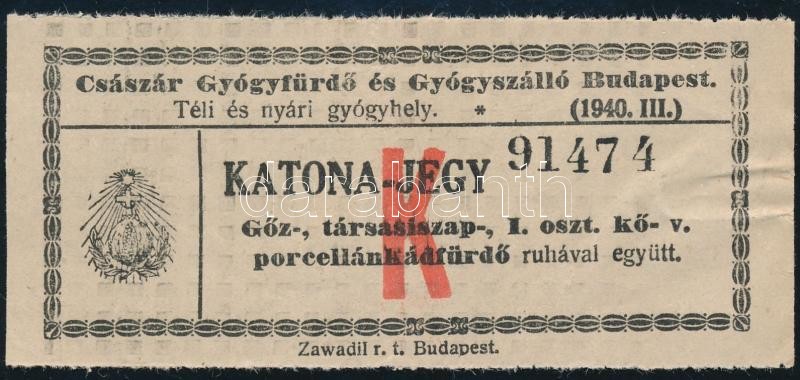 Császár Gyógyfürdő és Gyógyszálló Budapest.
Téli és nyári gyógyhely. * (1940. III.)
KATONA-JEGY 91474
K
darabanth
Gőz-, társasiszap-, I. oszt. kő- v.
porcellánkádfürdő ruhával együtt.
Zawadil r. t. Budapest.